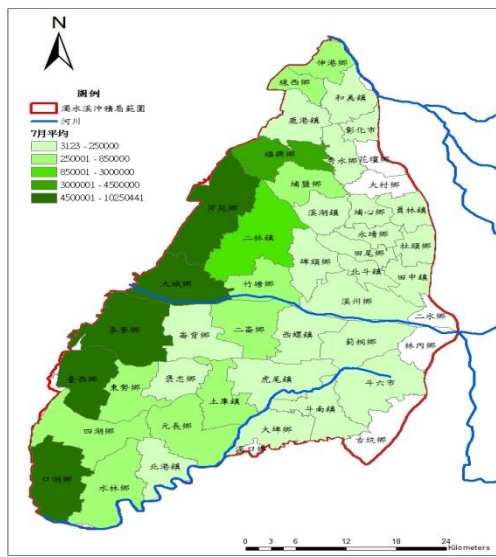 N
圖例
濁水溪沖積扇範圍
河川
7月平均
3123 - 250000
250001 - 850000
850001 - 3000000
3000001 - 4500000
4500001 - 10250441
伸港鄉
線西鄉
和美鎮
鹿港鎮
彰化市
福興鄉
秀水鄉
花壇鄉
大村鄉
芳苑鄉
埔鹽鄉
溪湖鎮
埔心鄉
員林鎮
二林鎮
永靖鄉
社頭鄉
埤頭鄉
田尾鄉
大城鄉
竹塘鄉
北斗鎮
田中鎮
溪州鄉
二水鄉
麥寮鄉
崙背鄉
二崙鄉
西螺鎮
莿桐鄉
林內鄉
臺西鄉
東勢鄉
褒忠鄉
土庫鎮
虎尾鎮
斗六市
四湖鄉
元長鄉
大埤鄉
斗南鎮
古坑鄉
溪口鄉
口湖鄉
水林鄉
北港鎮
0 3 6 12 18 24
Kilometers